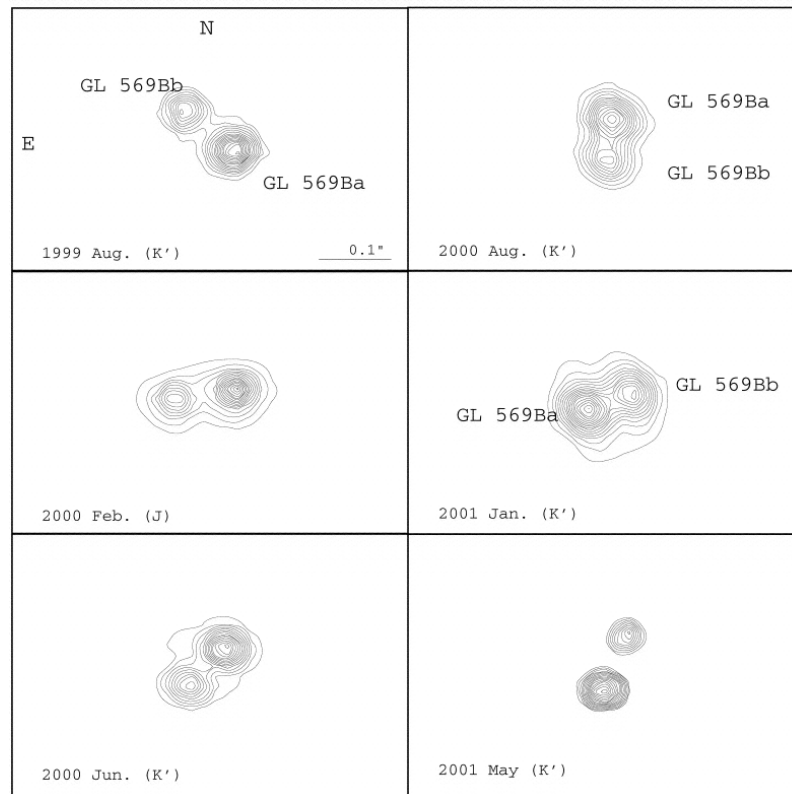 N
GL 569Bb
E
GL 569Ba
1999 Aug. (K')
0.1"
GL 569Ba
GL 569Bb
2000 Aug. (K')
2000 Feb. (J)
GL 569Bb
GL 569Ba
2001 Jan. (K')
2000 Jun. (K')
2001 May (K')